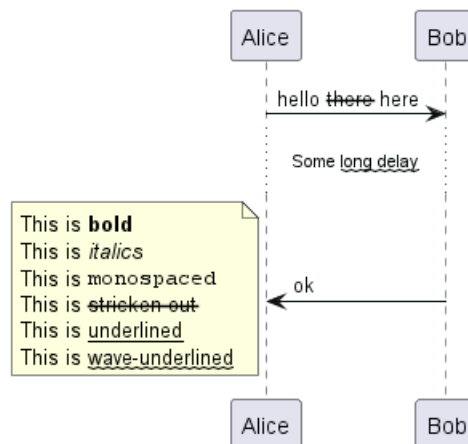 Alice Bob
hello there here
Some long delay
This is bold
This is italics
This is monospaced
This is stricken-out
This is underlined
This is wave-underlined
ok
Alice Bob